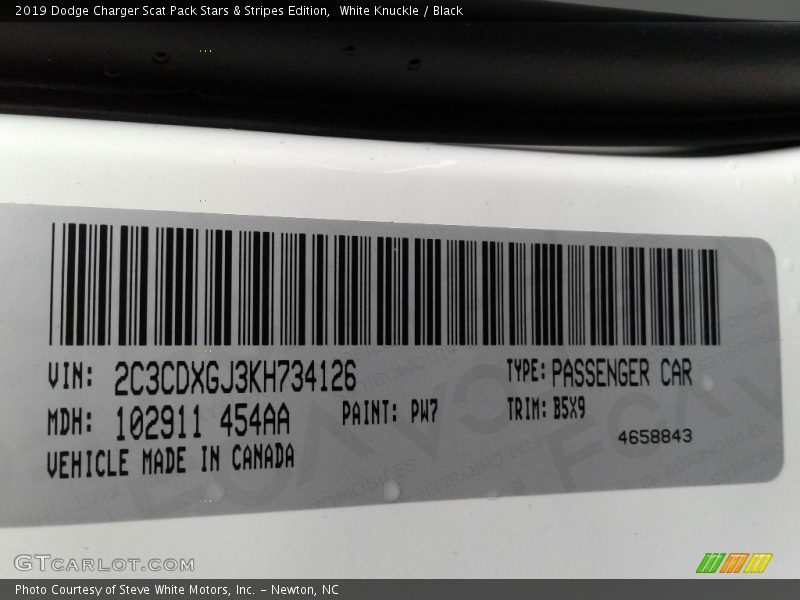 2019 Dodge Charger Scat Pack Stars & Stripes Edition,  White Knuckle / Black
VIN: 2C3CDXGJ3KH734126
TYPE: PASSENGER CAR
MDH: 102911 454AA
PAINT: PW7
TRIM: B5X9
4658843
VEHICLE MADE IN CANADA
GTCARLOT.COM
Photo Courtesy of Steve White Motors, Inc. – Newton, NC